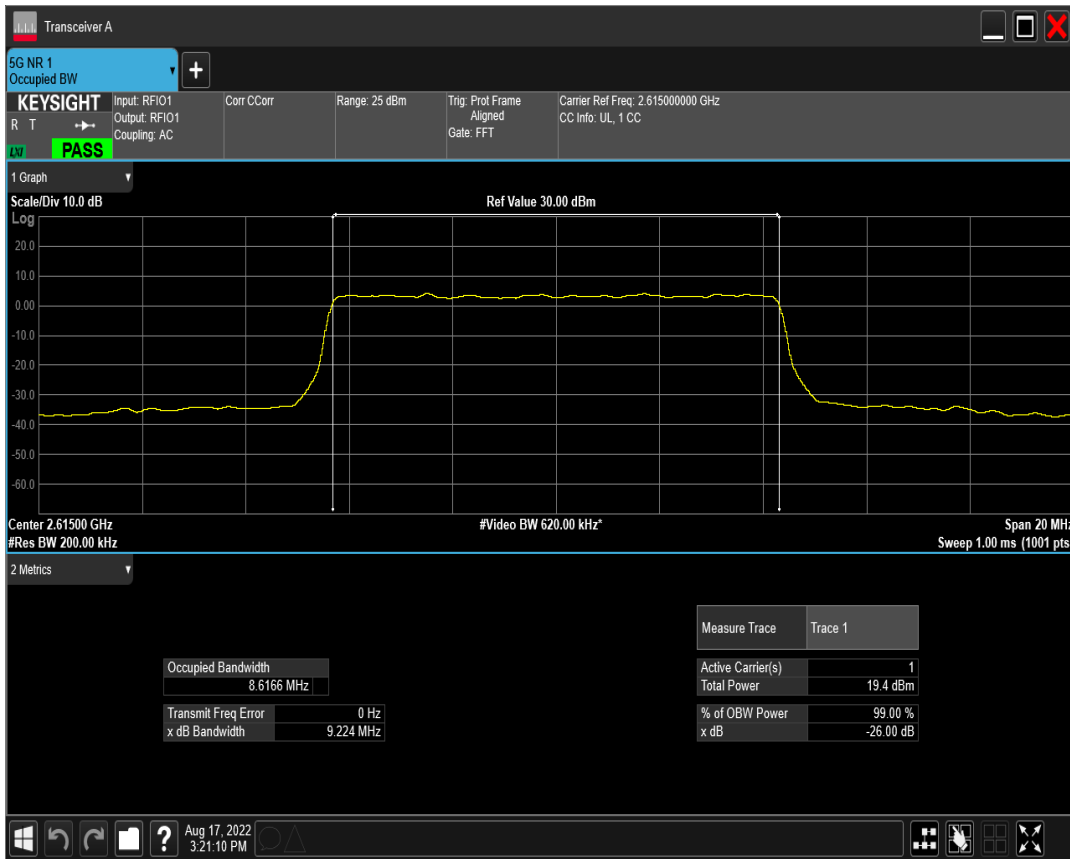 Transceiver A
5G NR 1
Occupied BW
KEYSIGHT
R T
LXI
PASS
Input: RFIO1
Output: RFIO1
Coupling: AC
Corr CCorr
Range: 25 dBm
Trig: Prot Frame
Aligned
Gate: FFT
Carrier Ref Freq: 2.615000000 GHz
CC Info: UL, 1 CC
1 Graph
Scale/Div 10.0 dB
Ref Value 30.00 dBm
Log
20.0
10.0
0.00
-10.0
-20.0
-30.0
-40.0
-50.0
-60.0
Center 2.61500 GHz
#Video BW 620.00 kHz*
Span 20 MHz
#Res BW 200.00 kHz
Sweep 1.00 ms (1001 pts
2 Metrics
Measure Trace Trace 1
Occupied Bandwidth
8.6166 MHz
Active Carrier(s) 1
Total Power 19.4 dBm
Transmit Freq Error 0 Hz
x dB Bandwidth 9.224 MHz
% of OBW Power 99.00 %
x dB -26.00 dB
?
Aug 17, 2022
3:21:10 PM